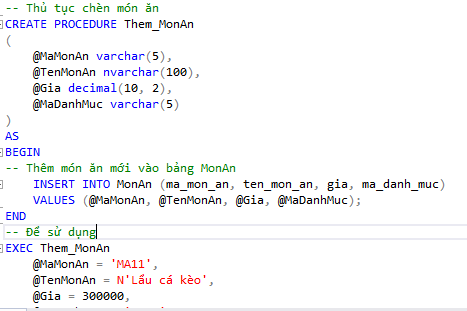 -- Thủ tục chèn món ăn
CREATE PROCEDURE Them_MonAn
(
@MaMonAn varchar(5),
@TenMonAn nvarchar(100),
@Gia decimal(10, 2),
@MaDanhMuc varchar(5)
)
AS
BEGIN
-- Thêm món ăn mới vào bảng MonAn
INSERT INTO MonAn (ma_mon_an, ten_mon_an, gia, ma_danh_muc)
VALUES (@MaMonAn, @TenMonAn, @Gia, @MaDanhMuc);
END
-- Để sử dụng
EXEC Them_MonAn
@MaMonAn = 'MA11',
@TenMonAn = N'Lẩu cá kèo',
@Gia = 300000,